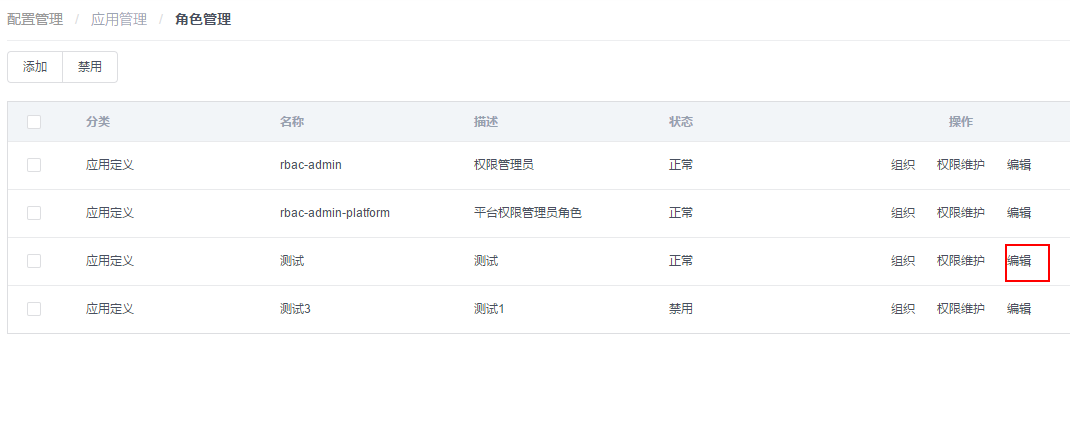 配置管理 / 应用管理 / 角色管理
添加 禁用
分类 名称 描述 状态 操作
应用定义 rbac-admin 权限管理员 正常 组织 权限维护 编辑
应用定义 rbac-admin-platform 平台权限管理员角色 正常 组织 权限维护 编辑
应用定义 测试 测试 正常 组织 权限维护 编辑
应用定义 测试3 测试1 禁用 组织 权限维护 编辑